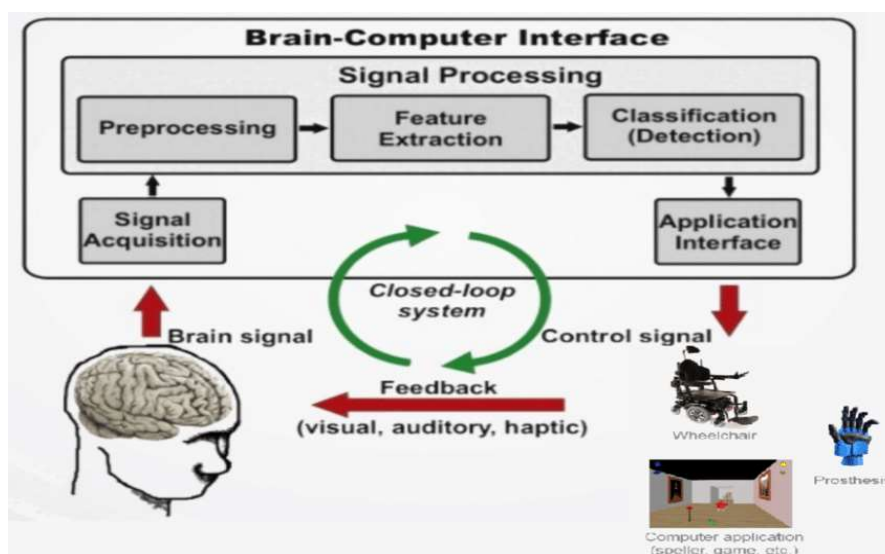 Brain-Computer Interface
Signal Processing
Preprocessing
Feature
Extraction
Classification
(Detection)
Signal
Acquisition
Application
Interface
Closed-loop
system
Brain signal
Control signal
Feedback
(visual, auditory, haptic)
Wheelchair
Prosthesis
Computer application
(speller, game, etc.)